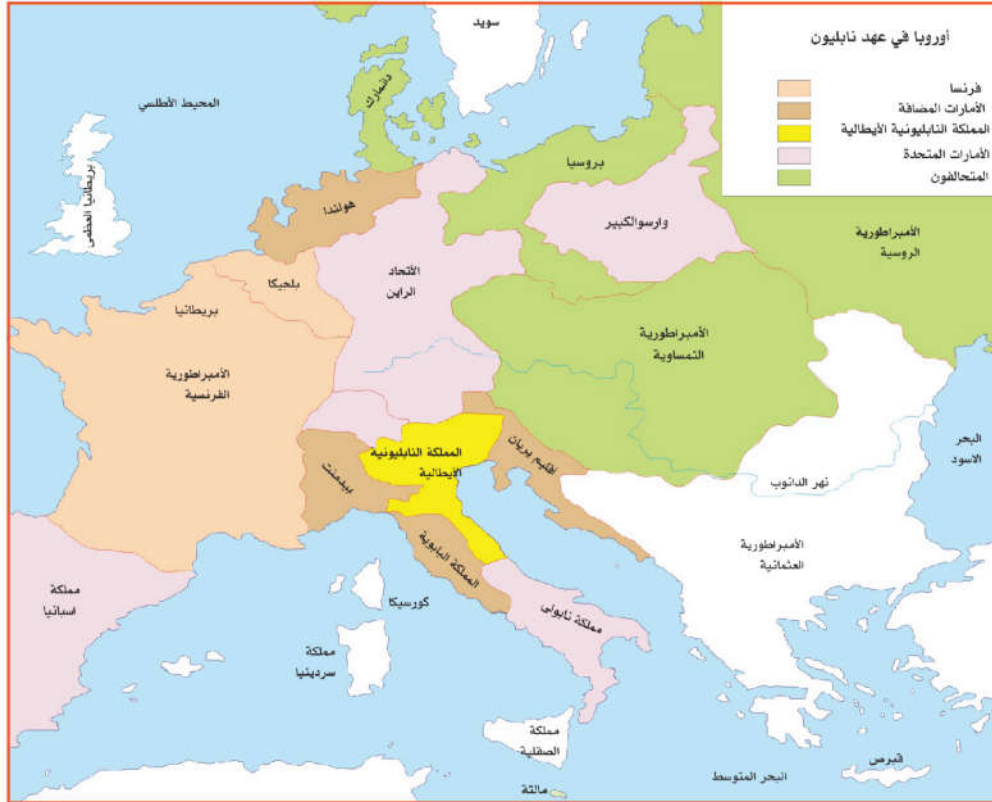 أوروبا في عهد نابليون
فرنسا
الأمارات المضافة
المملكة النابليونية الأيطالية
الأمارات المتحدة
المتحالفون
سويد
المحيط الأطلسي
دانمارك
بريطانيا العظمى
هولندا
بروسيا
وارسوالكبير
الأمبراطورية
الروسية
بلجيكا
الأتحاد
الراين
بريطانيا
الأمبراطورية
الفرنسية
الأمبراطورية
النمساوية
المملكة النابليونية
الأيطالية
أقليم بريان
بيدمنت
البحر
الاسود
نهر الدانوب
الأمبراطورية
العثمانية
المملكة البابوية
كورسيكا
مملكة نابولي
مملكة
اسبانيا
مملكة
سردينيا
مملكة
الصقلية
قبرص
البحر المتوسط
مالتة